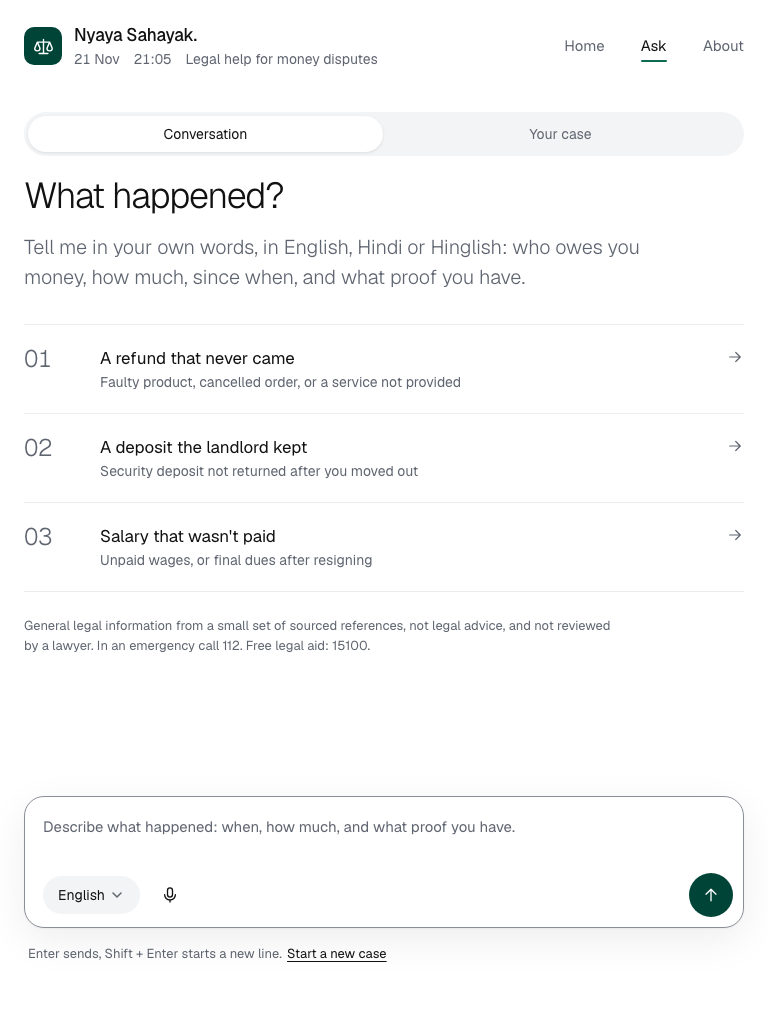 Nyaya Sahayak.
21 Nov 21:05 Legal help for money disputes
Home Ask About
Conversation Your case
What happened?
Tell me in your own words, in English, Hindi or Hinglish: who owes you
money, how much, since when, and what proof you have.
01 A refund that never came
Faulty product, cancelled order, or a service not provided
02 A deposit the landlord kept
Security deposit not returned after you moved out
03 Salary that wasn't paid
Unpaid wages, or final dues after resigning
General legal information from a small set of sourced references, not legal advice, and not reviewed
by a lawyer. In an emergency call 112. Free legal aid: 15100.
Describe what happened: when, how much, and what proof you have.
English
Enter sends, Shift + Enter starts a new line. Start a new case